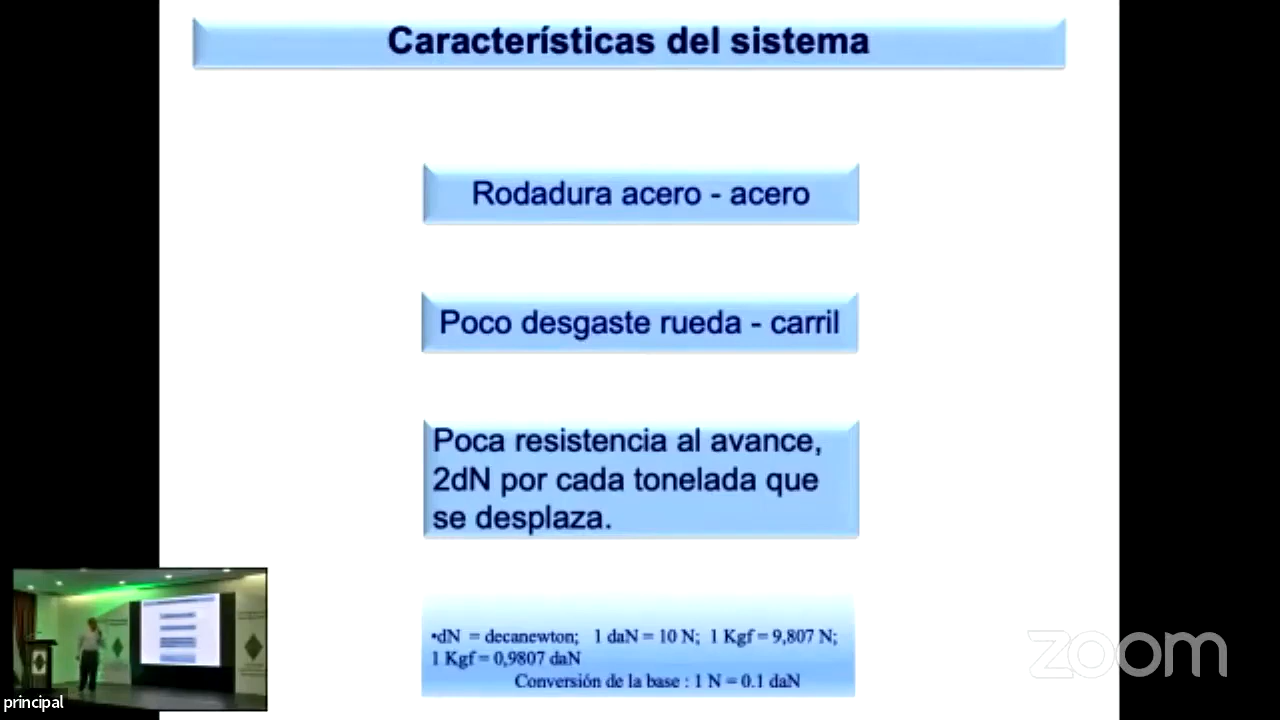 Características del sistema
Rodadura acero - acero
Poco desgaste rueda - carril
Poca resistencia al avance,
2dN por cada tonelada que
se desplaza.
•dN = decanewton; 1 daN = 10 N; 1 Kgf = 9,807 N;
1 Kgf = 0,9807 daN
Conversión de la base : 1 N = 0.1 daN
zoom
principal